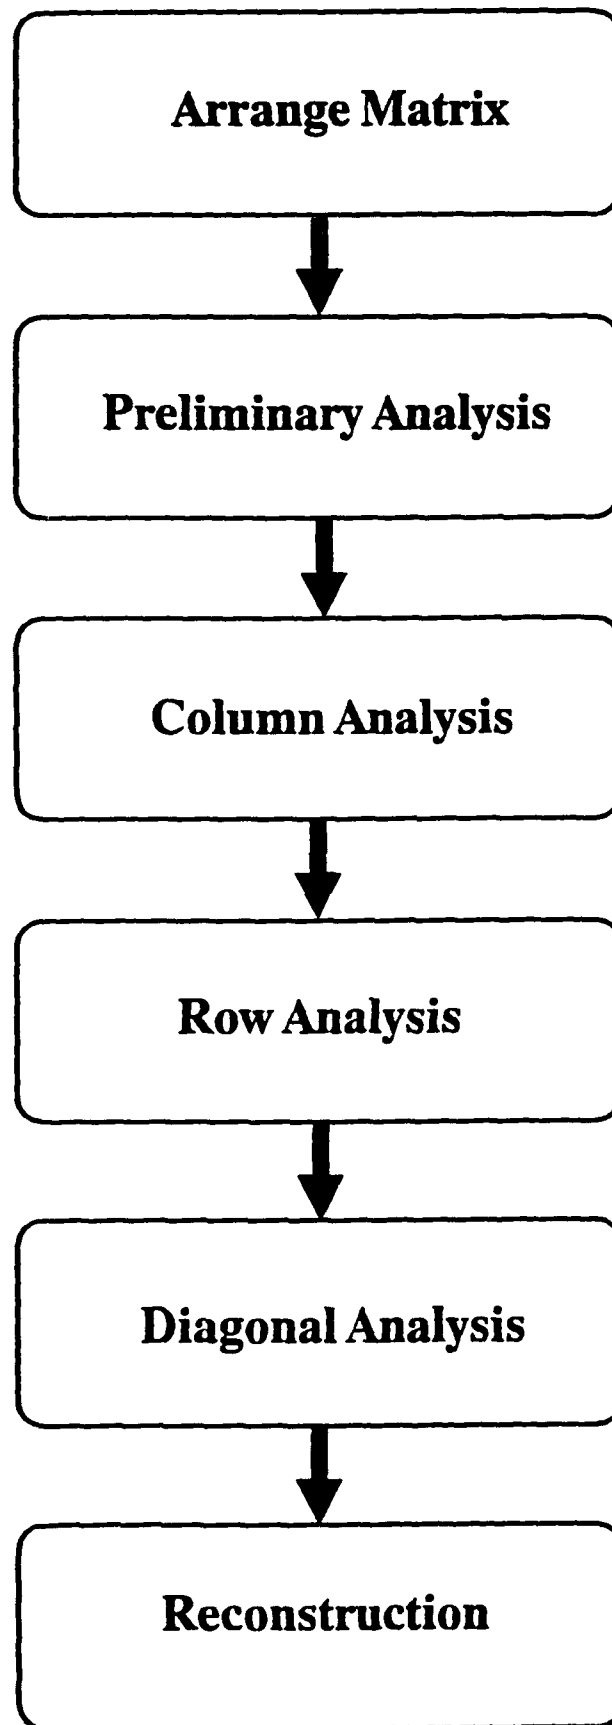 Arrange Matrix
Preliminary Analysis
Column Analysis
Row Analysis
Diagonal Analysis
Reconstruction